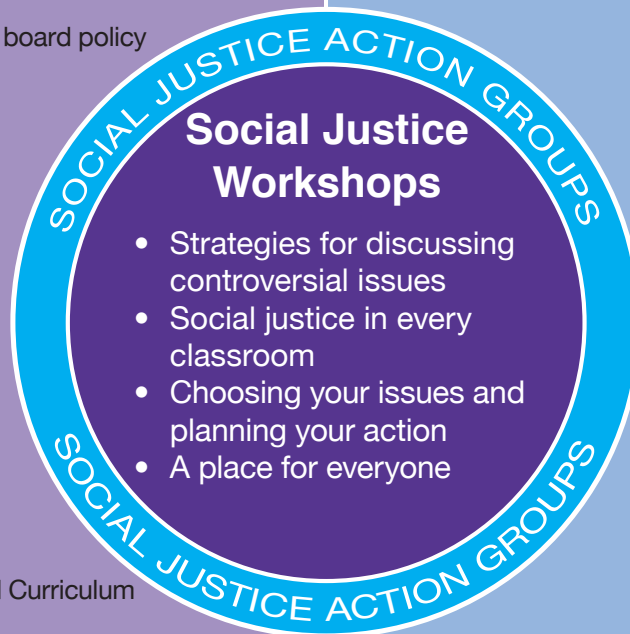 board policy
SOCIAL JUSTICE ACTION GROUPS
Social Justice
Workshops
• Strategies for discussing
controversial issues
• Social justice in every
classroom
• Choosing your issues and
planning your action
• A place for everyone
SOCIAL JUSTICE ACTION GROUPS
Curriculum